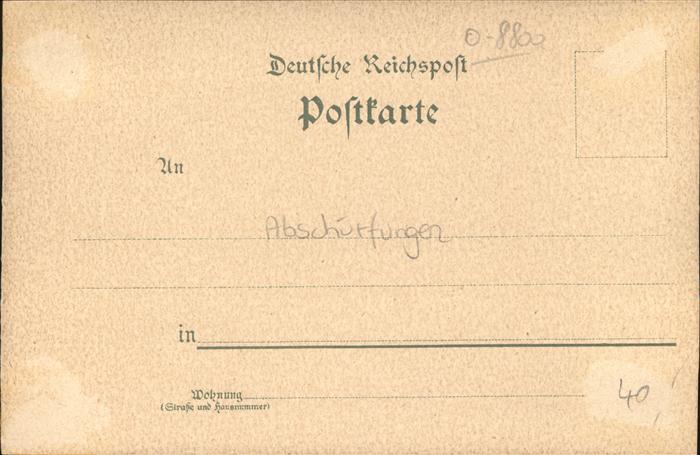 O-8800
Deutsche Reichspost
Postkarte
An
Abschürfungen
in
Wohnung
(Straße und Hausnummer)
40,